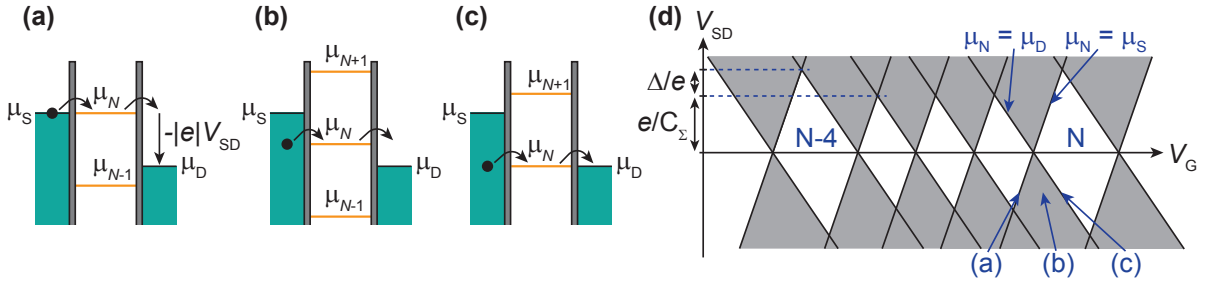 (a)
μN
μS
-|e|VSD
μD
μN-1
(b)
μN+1
μS
μN
μD
μN-1
(c)
μN+1
μS
μN
μD
(d)
VSD
μN = μD
μN = μS
Δ/e
e/CΣ
N-4
N
VG
(a)
(b)
(c)